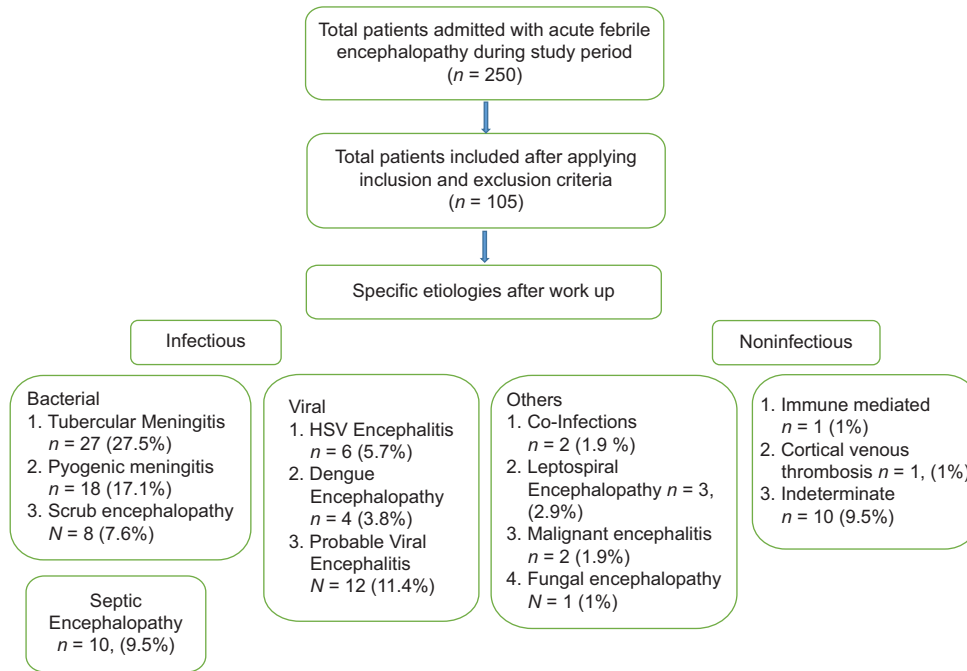 Total patients admitted with acute febrile
encephalopathy during study period
(n = 250)
Total patients included after applying
inclusion and exclusion criteria
(n = 105)
Specific etiologies after work up
Infectious
Noninfectious
Bacterial
1. Tubercular Meningitis
n = 27 (27.5%)
2. Pyogenic meningitis
n = 18 (17.1%)
3. Scrub encephalopathy
N = 8 (7.6%)
Septic
Encephalopathy
n = 10, (9.5%)
Viral
1. HSV Encephalitis
n = 6 (5.7%)
2. Dengue
Encephalopathy
n = 4 (3.8%)
3. Probable Viral
Encephalitis
N = 12 (11.4%)
Others
1. Co-Infections
n = 2 (1.9 %)
2. Leptospiral
Encephalopathy n = 3,
(2.9%)
3. Malignant encephalitis
n = 2 (1.9%)
4. Fungal encephalopathy
N = 1 (1%)
1. Immune mediated
n = 1 (1%)
2. Cortical venous
thrombosis n = 1, (1%)
3. Indeterminate
n = 10 (9.5%)